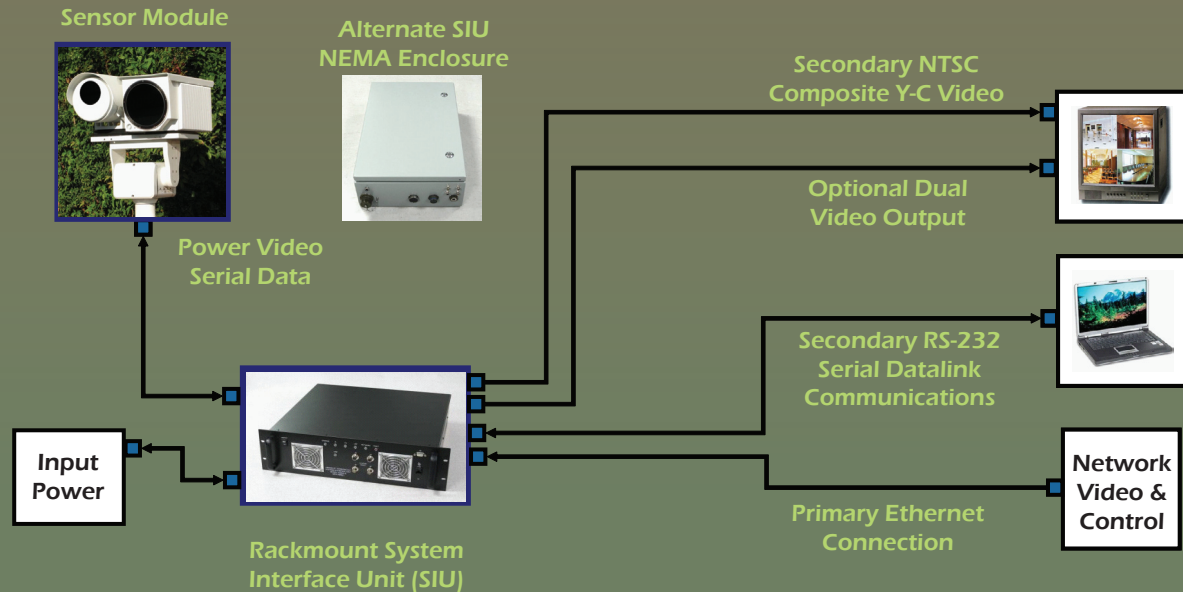 Sensor Module
Alternate SIU
NEMA Enclosure
Secondary NTSC
Composite Y-C Video
Optional Dual
Video Output
Power Video
Serial Data
Secondary RS-232
Serial Datalink
Communications
Input
Power
Network
Video &
Control
Primary Ethernet
Connection
Rackmount System
Interface Unit (SIU)